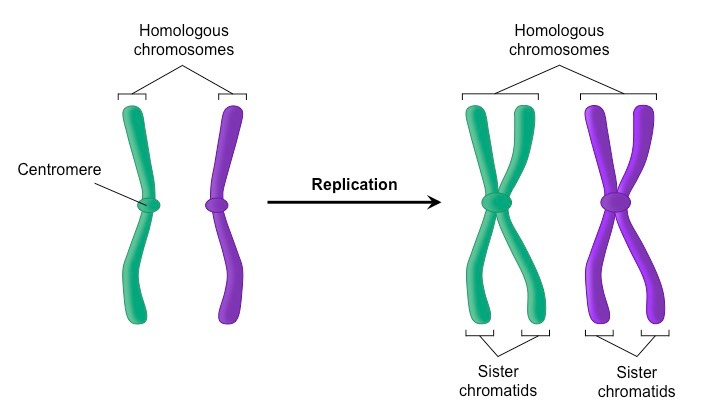 Homologous
chromosomes
Homologous
chromosomes
Centromere
Replication
Sister
chromatids
Sister
chromatids